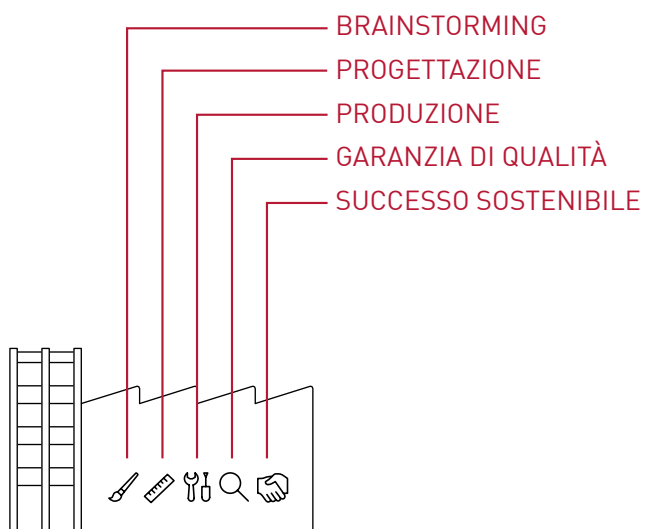 BRAINSTORMING
PROGETTAZIONE
PRODUZIONE
GARANZIA DI QUALITÀ
SUCCESSO SOSTENIBILE